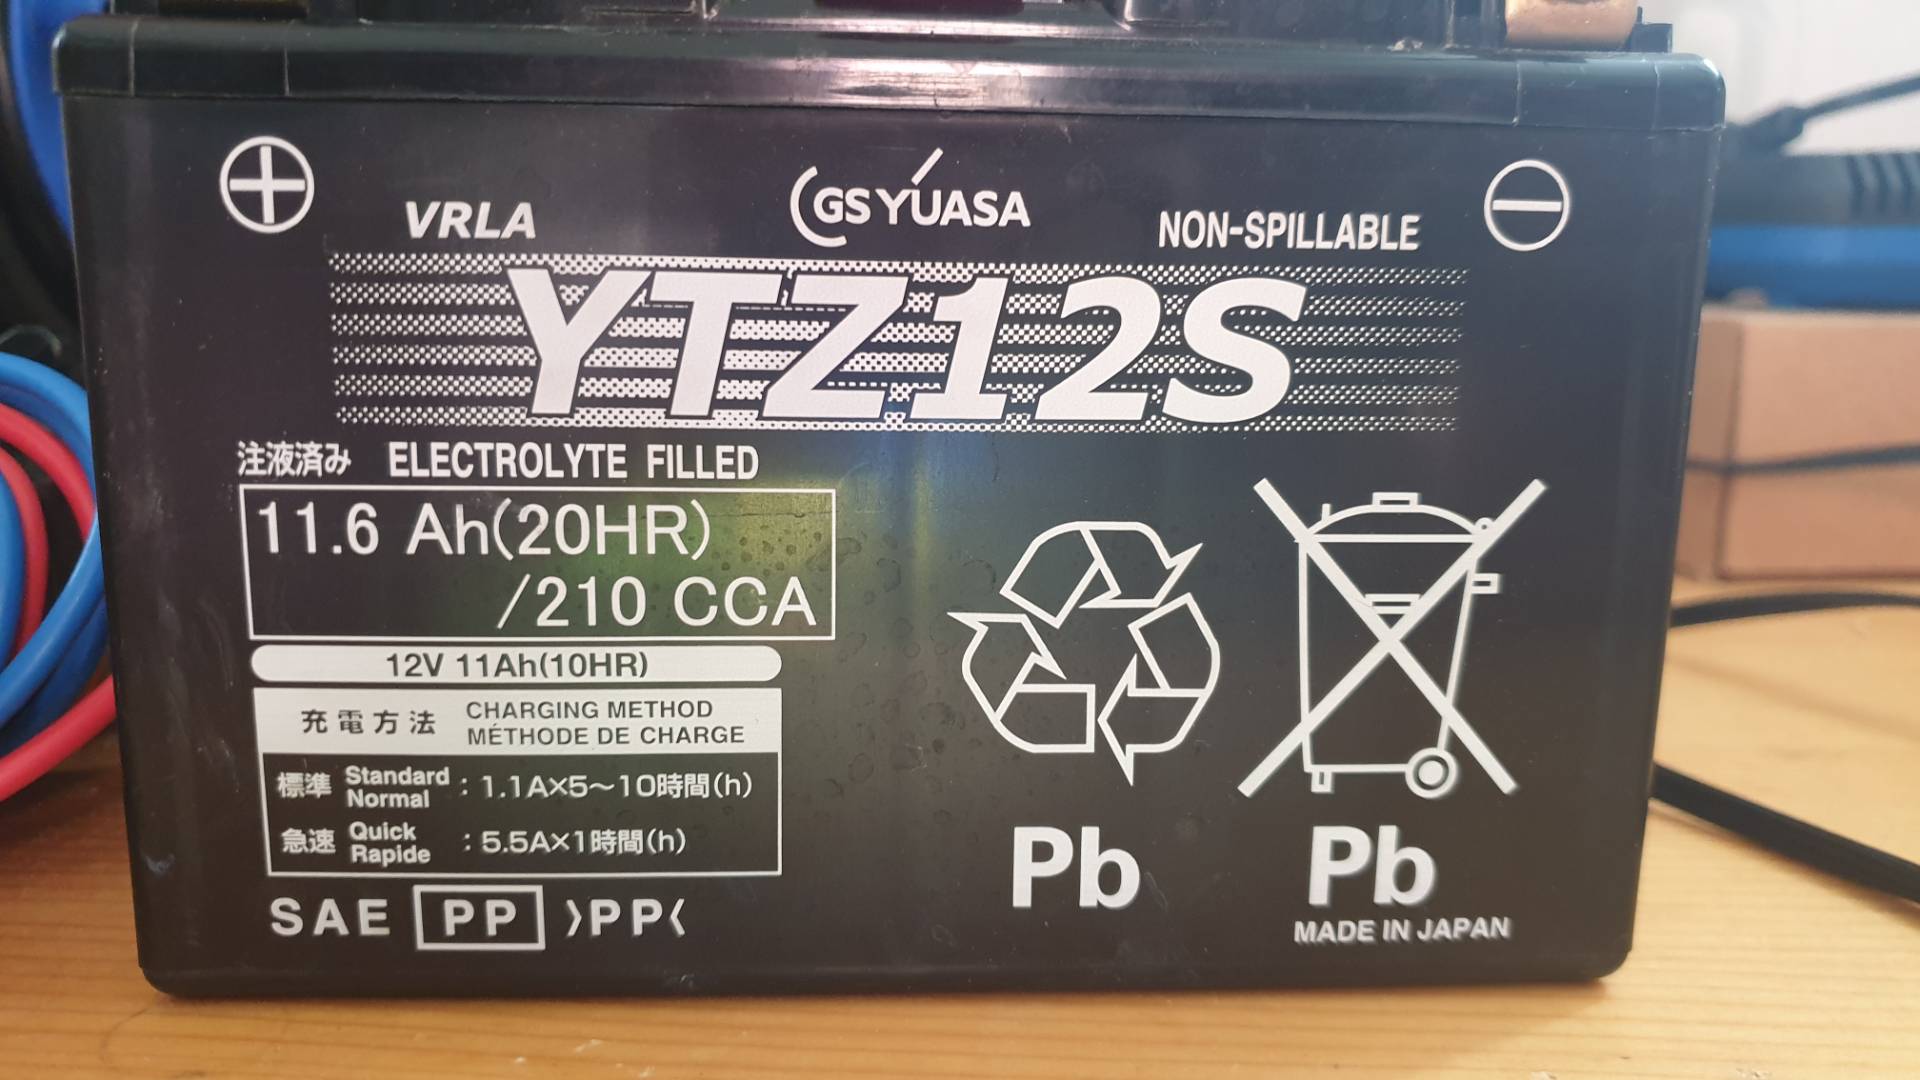 VRLA
GS YUASA
NON-SPILLABLE
YTZ12S
注液済み ELECTROLYTE FILLED
11.6 Ah(20HR)
/210 CCA
12V 11Ah(10HR)
充電方法 CHARGING METHOD
MÉTHODE DE CHARGE
標準 Standard Normal : 1.1A×5～10時間(h)
急速 Quick Rapide : 5.5A×1時間(h)
SAE PP >PP<
Pb
Pb
MADE IN JAPAN